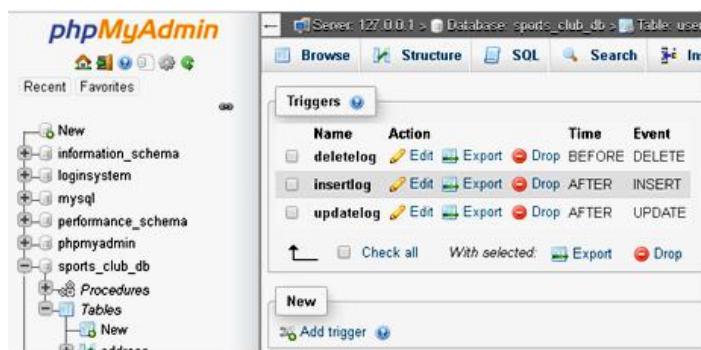 phpMyAdmin
Recent Favorites
New
information_schema
loginsystem
mysql
performance_schema
phpmyadmin
sports_club_db
Procedures
Tables
New
address
Server: 127.0.0.1 » Database: sports_club_db » Table: user
Browse Structure SQL Search In
Triggers
Name Action Time Event
deletelog Edit Export Drop BEFORE DELETE
insertlog Edit Export Drop AFTER INSERT
updatelog Edit Export Drop AFTER UPDATE
Check all With selected: Export Drop
New
Add trigger